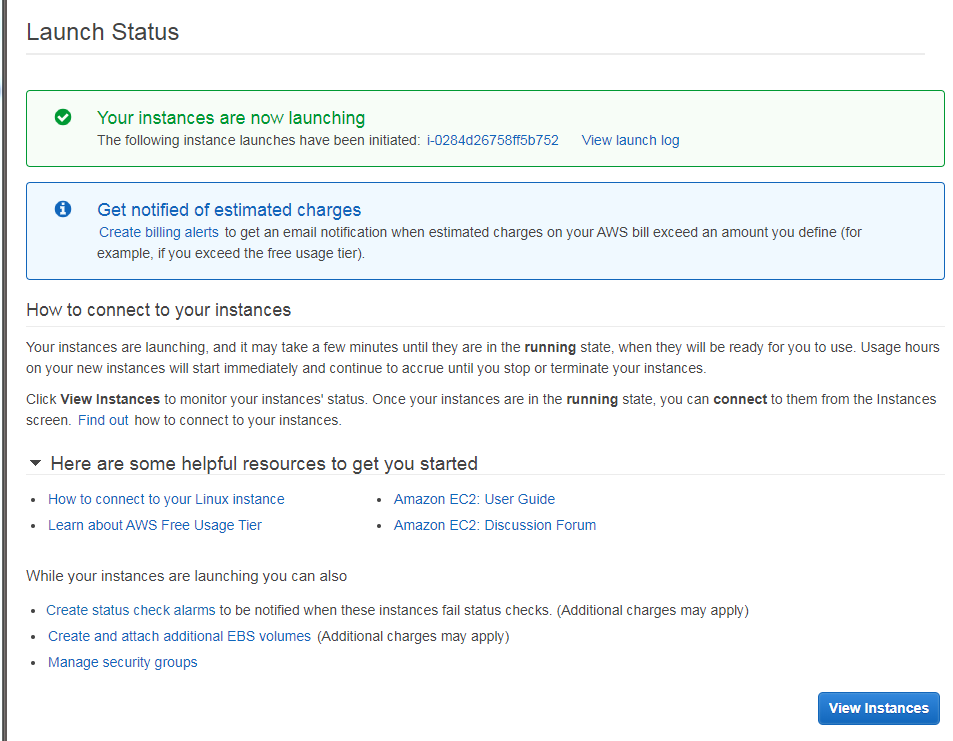 Launch Status
Your instances are now launching
The following instance launches have been initiated: i-0284d26758ff5b752 View launch log
Get notified of estimated charges
Create billing alerts to get an email notification when estimated charges on your AWS bill exceed an amount you define (for
example, if you exceed the free usage tier).
How to connect to your instances
Your instances are launching, and it may take a few minutes until they are in the running state, when they will be ready for you to use. Usage hours
on your new instances will start immediately and continue to accrue until you stop or terminate your instances.
Click View Instances to monitor your instances' status. Once your instances are in the running state, you can connect to them from the Instances
screen. Find out how to connect to your instances.
Here are some helpful resources to get you started
• How to connect to your Linux instance
• Amazon EC2: User Guide
• Learn about AWS Free Usage Tier
• Amazon EC2: Discussion Forum
While your instances are launching you can also
• Create status check alarms to be notified when these instances fail status checks. (Additional charges may apply)
• Create and attach additional EBS volumes (Additional charges may apply)
• Manage security groups
View Instances